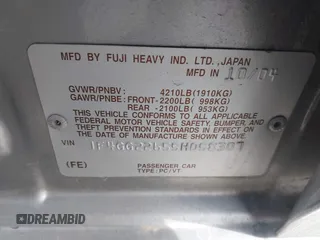 MFD BY FUJI HEAVY IND. LTD.,JAPAN
MFD IN 10/04
GVWR/PNBV: 4210LB(1910KG)
GAWR/PNBE: FRONT-2200LB( 998KG)
REAR -2100LB( 953KG)
THIS VEHICLE CONFORMS TO ALL APPLICABLE
FEDERAL MOTOR VEHICLE SAFETY, BUMPER,
AND THEFT PREVENTION STANDARDS IN EFFECT
ON THE DATE OF MANUFACTURE SHOWN ABOVE.
VIN
(FE) PASSENGER CAR
TYPE:PC/VT
DREAMBID